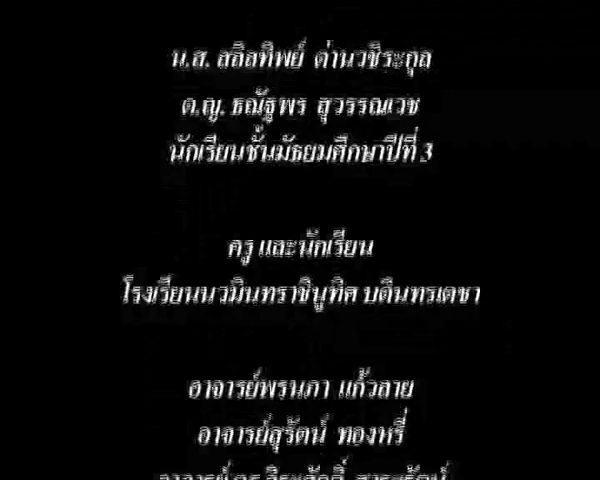 น.ส. สลิลทิพย์ ด่านวชิระกุล
ด.ญ. ธณัฐพร สุวรรณเวช
นักเรียนชั้นมัธยมศึกษาปีที่ 3
ครู และนักเรียน
โรงเรียนนวมินทราชินูทิศ บดินทรเดชา
อาจารย์พรนภา แก้วลาย
อาจารย์สุรัตน์ ทองหรี่